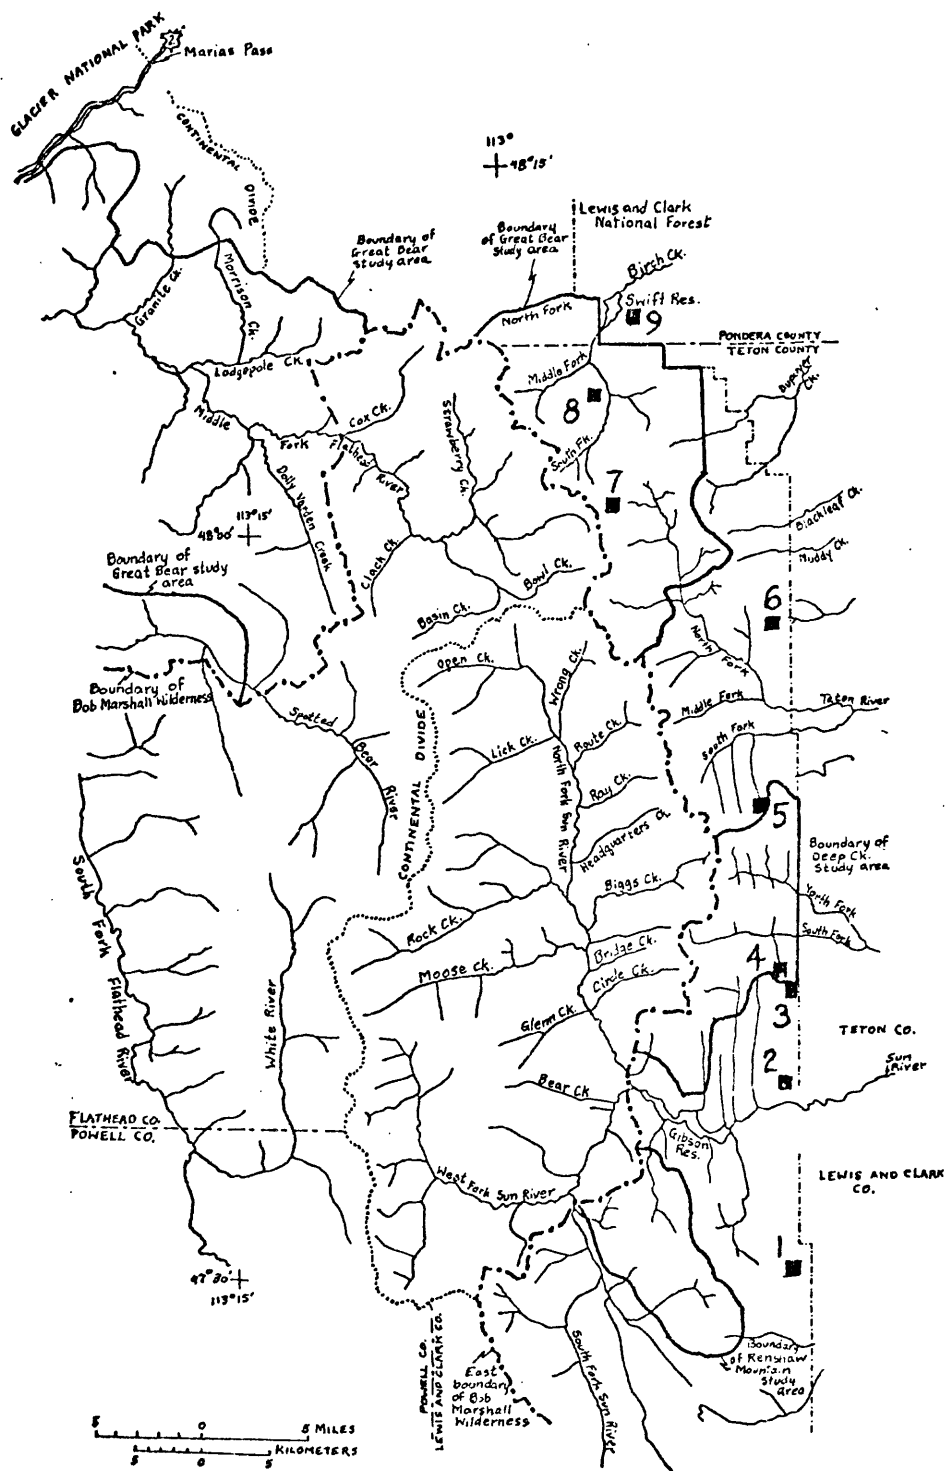 GLACIER NATIONAL PARK
2
Marias Pass
CONTINENTAL
DIVIDE
113°
48°15'
Lewis and Clark
National Forest
Boundary
of Great Bear
Study area
Boundary of
Great Bear
Study area
Birch Ck.
Swift Res.
9
North Fork
PONDERA COUNTY
TETON COUNTY
Granite Ck.
Morrison Ck.
Lodgepole Ck.
Middle Fork
8
South Fk.
Dupuyer
Ck.
Middle
Fork
Flathead
River
Cox Ck.
Strawberry Ck.
Dolly Varden
Creek
113°15'
48°00'
7
Blackleaf Ck.
Muddy Ck.
Clack Ck.
Bowl Ck.
Basin Ck.
Boundary of
Great Bear study
area
6
North
Fork
Open Ck.
Wrong Ck.
Boundary of
Bob Marshall Wilderness
Spotted
Bear
River
Middle Fork
Teton River
South Fork
?
Lick Ck.
Route Ck.
North Fork Sun River
Ray Ck.
CONTINENTAL DIVIDE
5
Headquarters Ck.
Boundary of
Deep Ck.
Study area
Biggs Ck.
North Fork
South Fork
South Fork Flathead River
Rock Ck.
Bridge Ck.
Moose Ck.
Circle Ck.
4
3
Glenn Ck.
White River
TETON CO.
2
Sun
River
Bear Ck
FLATHEAD CO.
POWELL CO.
Gibson
Res.
West Fork Sun River
LEWIS AND CLARK
CO.
1
47°30'
113°15'
POWELL CO.
LEWIS AND CLARK CO.
East
boundary
of Bob
Marshall
Wilderness
South Fork Sun River
Boundary
of Renshaw
Mountain
Study
area
5 0 5 MILES
5 0 5 KILOMETERS